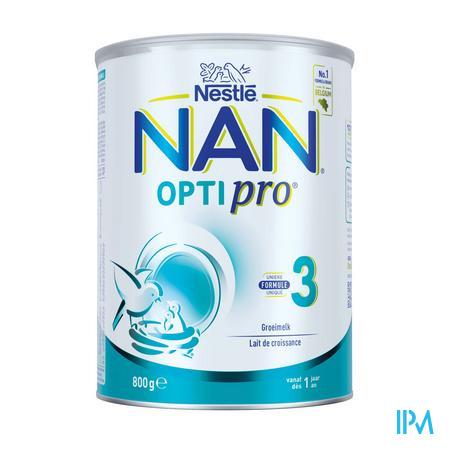 Nestlé
No.1
BELGIUM
NAN®
OPTIpro®
UNIEKE
FORMULE
UNIQUE
3
Groeimelk
Lait de croissance
800g e
vanaf
dès
1
jaar
an
IPM